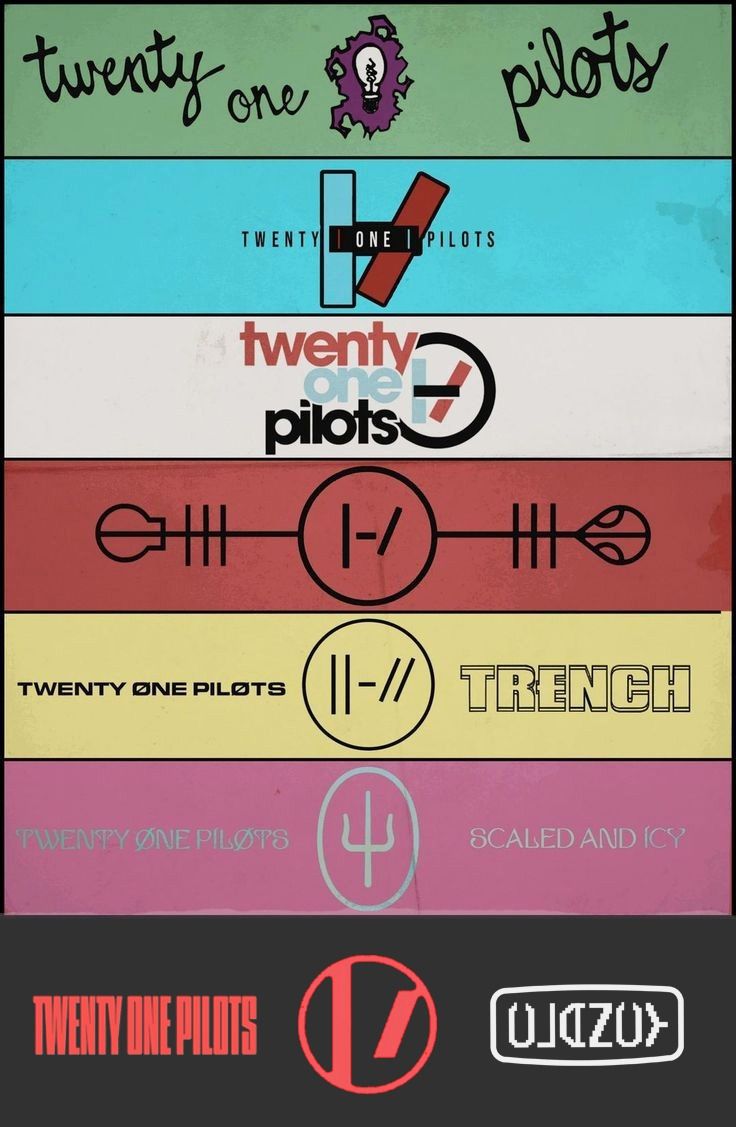 twenty one pilots
TWENTY | ONE | PILOTS
twenty
one
pilots
TWENTY ØNE PILØTS TRENCH
TWENTY ØNE PILØTS SCALED AND ICY
TWENTY ONE PILOTS CLANCY